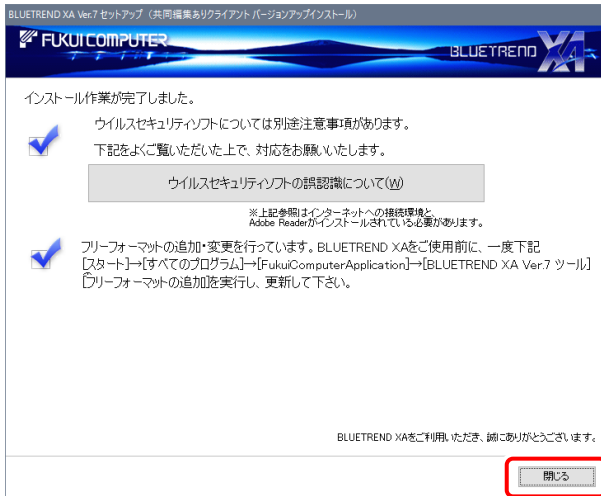 BLUETREND XA Ver.7 セットアップ (共同編集ありクライアント バージョンアップインストール)
FUKUI COMPUTER
BLUETREND XA
インストール作業が完了しました。
ウイルスセキュリティソフトについては別途注意事項があります。
下記をよくご覧いただいた上で、対応をお願いいたします。
ウイルスセキュリティソフトの誤認識について(W)
※上記参照はインターネットへの接続環境と、
Adobe Readerがインストールされている必要があります。
フリーフォーマットの追加・変更を行っています。BLUETREND XAをご使用前に、一度下記
[スタート]→[すべてのプログラム]→[FukuiComputerApplication]→[BLUETREND XA Ver.7 ツール]
[フリーフォーマットの追加]を実行し、更新して下さい。
BLUETREND XAをご利用いただき、誠にありがとうございます。
閉じる